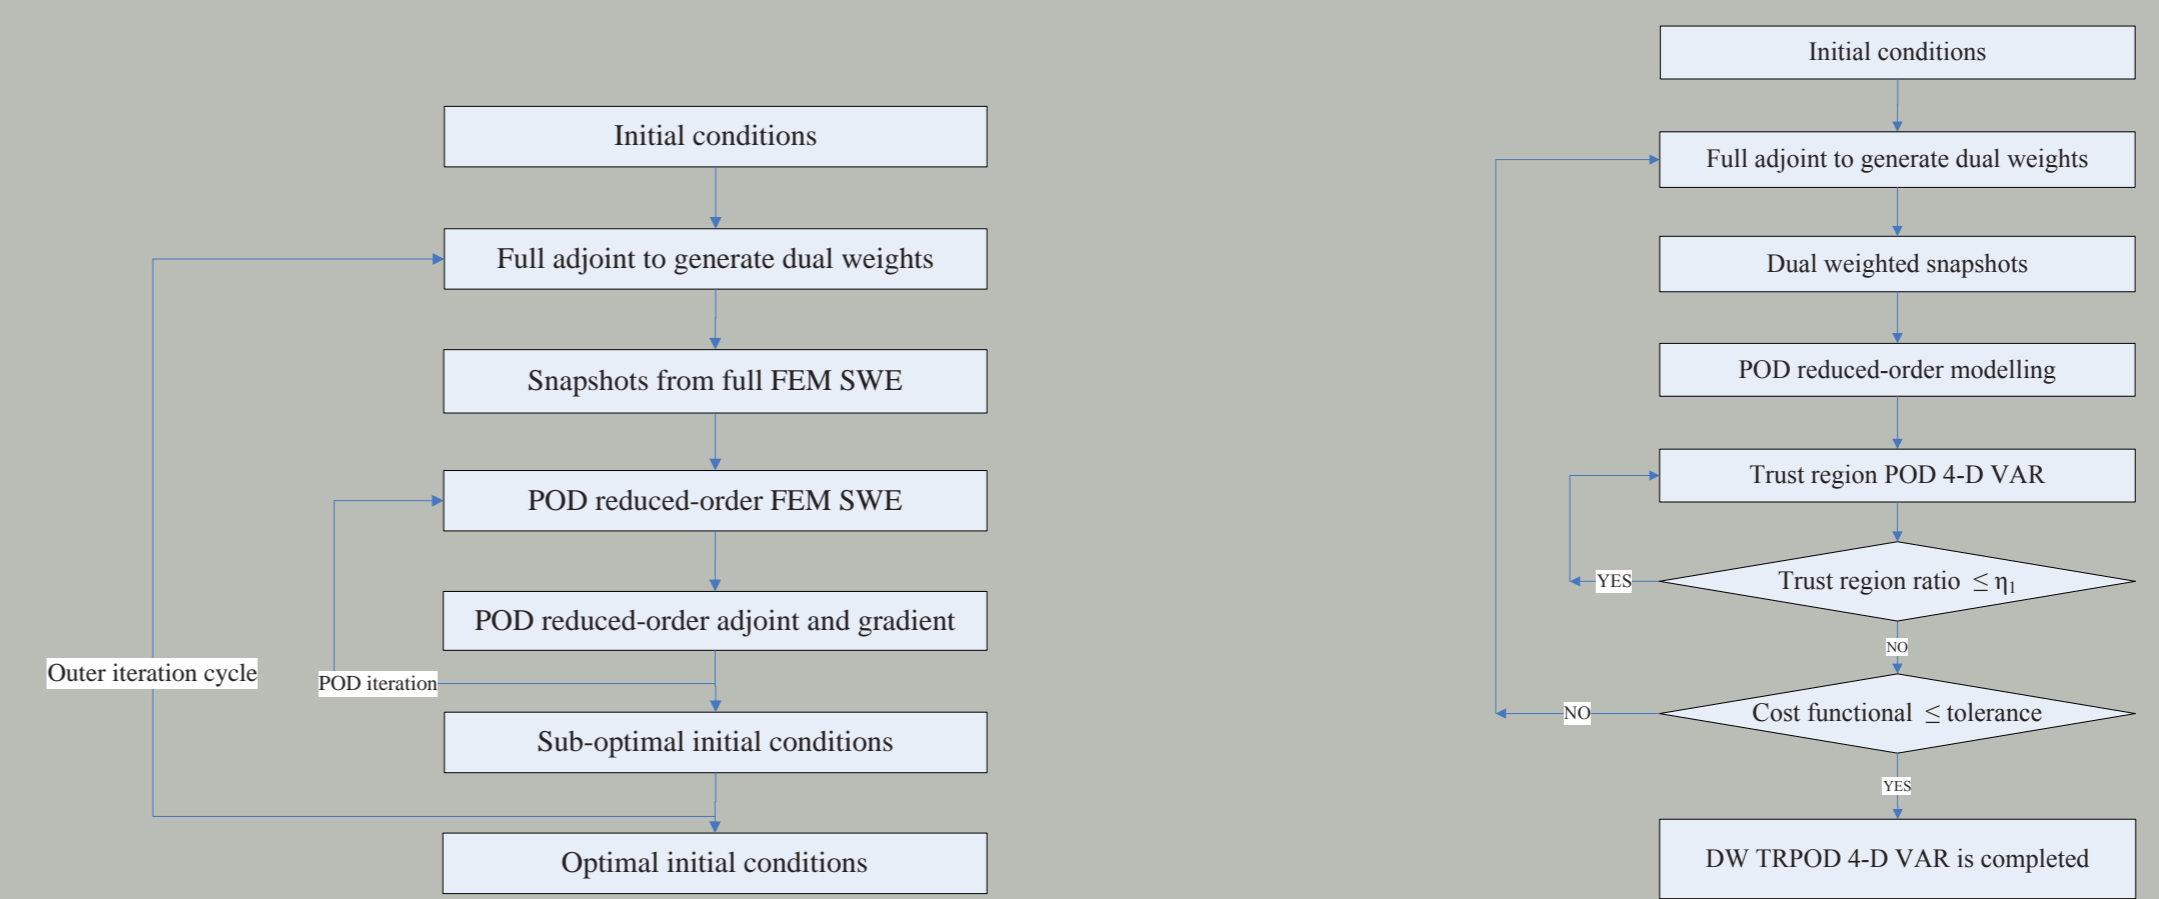 Initial conditions
Full adjoint to generate dual weights
Snapshots from full FEM SWE
POD reduced-order FEM SWE
POD reduced-order adjoint and gradient
Outer iteration cycle
POD iteration
Sub-optimal initial conditions
Optimal initial conditions
Initial conditions
Full adjoint to generate dual weights
Dual weighted snapshots
POD reduced-order modelling
Trust region POD 4-D VAR
YES
Trust region ratio ≤ η₁
NO
NO
Cost functional ≤ tolerance
YES
DW TRPOD 4-D VAR is completed